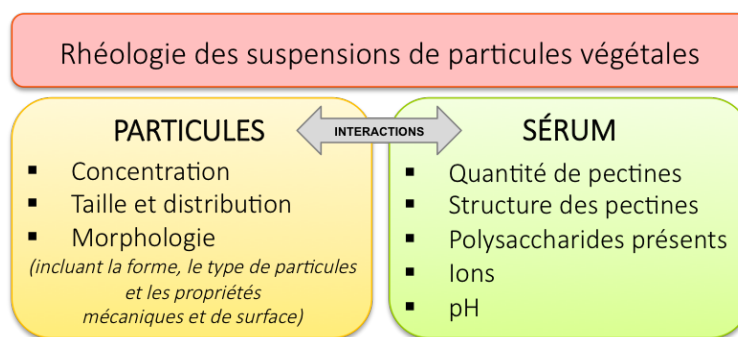 Rhéologie des suspensions de particules végétales
PARTICULES
▪ Concentration
▪ Taille et distribution
▪ Morphologie
(incluant la forme, le type de particules
et les propriétés
mécaniques et de surface)
INTERACTIONS
SÉRUM
▪ Quantité de pectines
▪ Structure des pectines
▪ Polysaccharides présents
▪ Ions
▪ pH